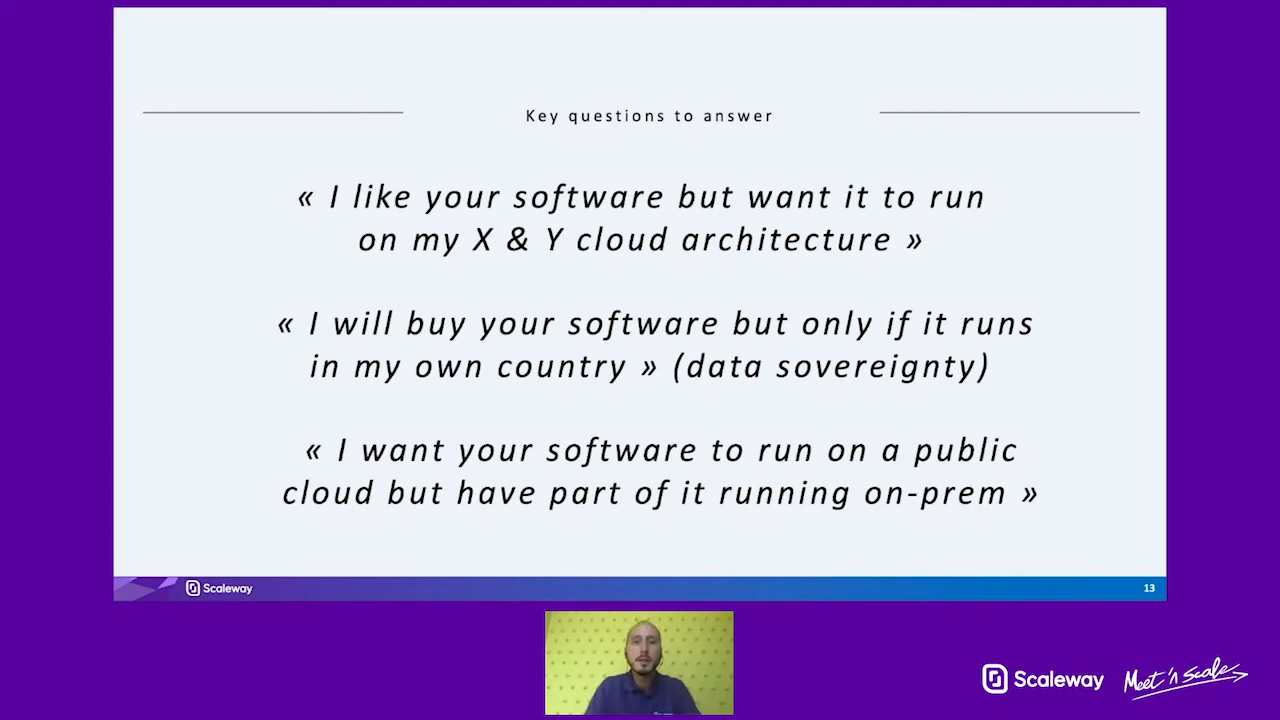 Key questions to answer
« I like your software but want it to run
on my X & Y cloud architecture »
« I will buy your software but only if it runs
in my own country » (data sovereignty)
« I want your software to run on a public
cloud but have part of it running on-prem »
Scaleway
13
Scaleway
Meet 'n Scale